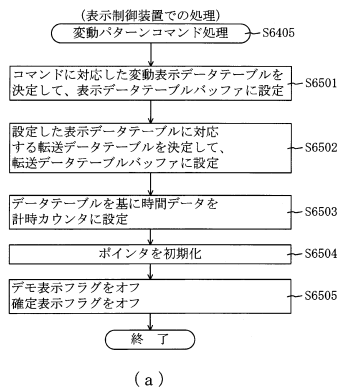 (表示制御装置での処理)
変動パターンコマンド処理
S6405
コマンドに対応した変動表示データテーブルを
決定して、表示データテーブルバッファに設定
S6501
設定した表示データテーブルに対応
する転送データテーブルを決定して、
転送データテーブルバッファに設定
S6502
データテーブルを基に時間データを
計時カウンタに設定
S6503
ポインタを初期化
S6504
デモ表示フラグをオフ
確定表示フラグをオフ
S6505
終 了
(a)